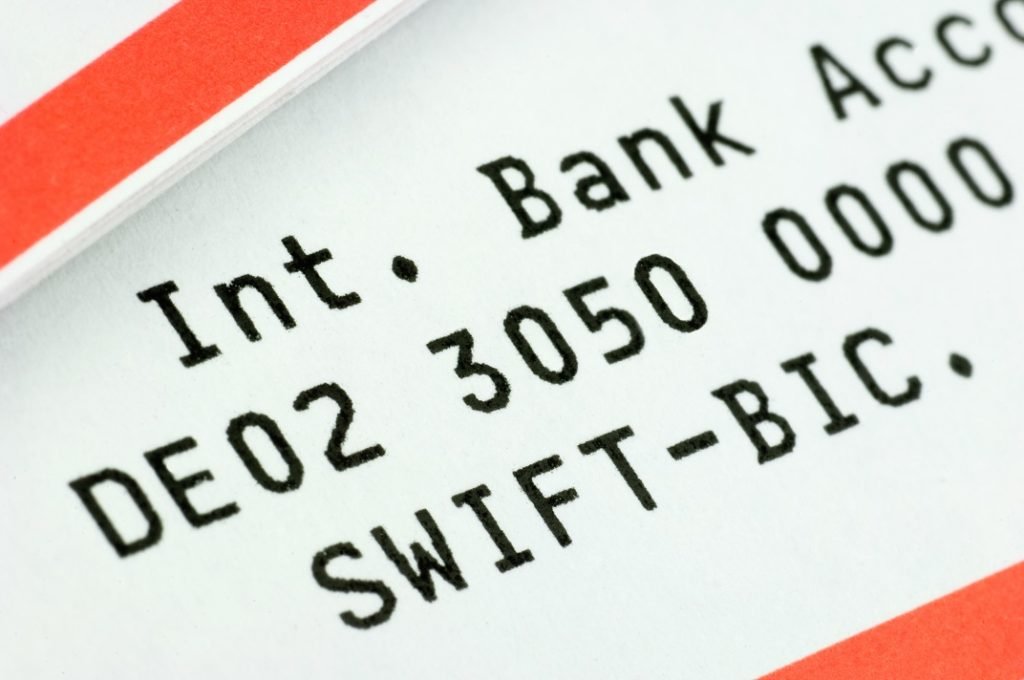 Int. Bank Acco
DE02 3050 0000
SWIFT-BIC.